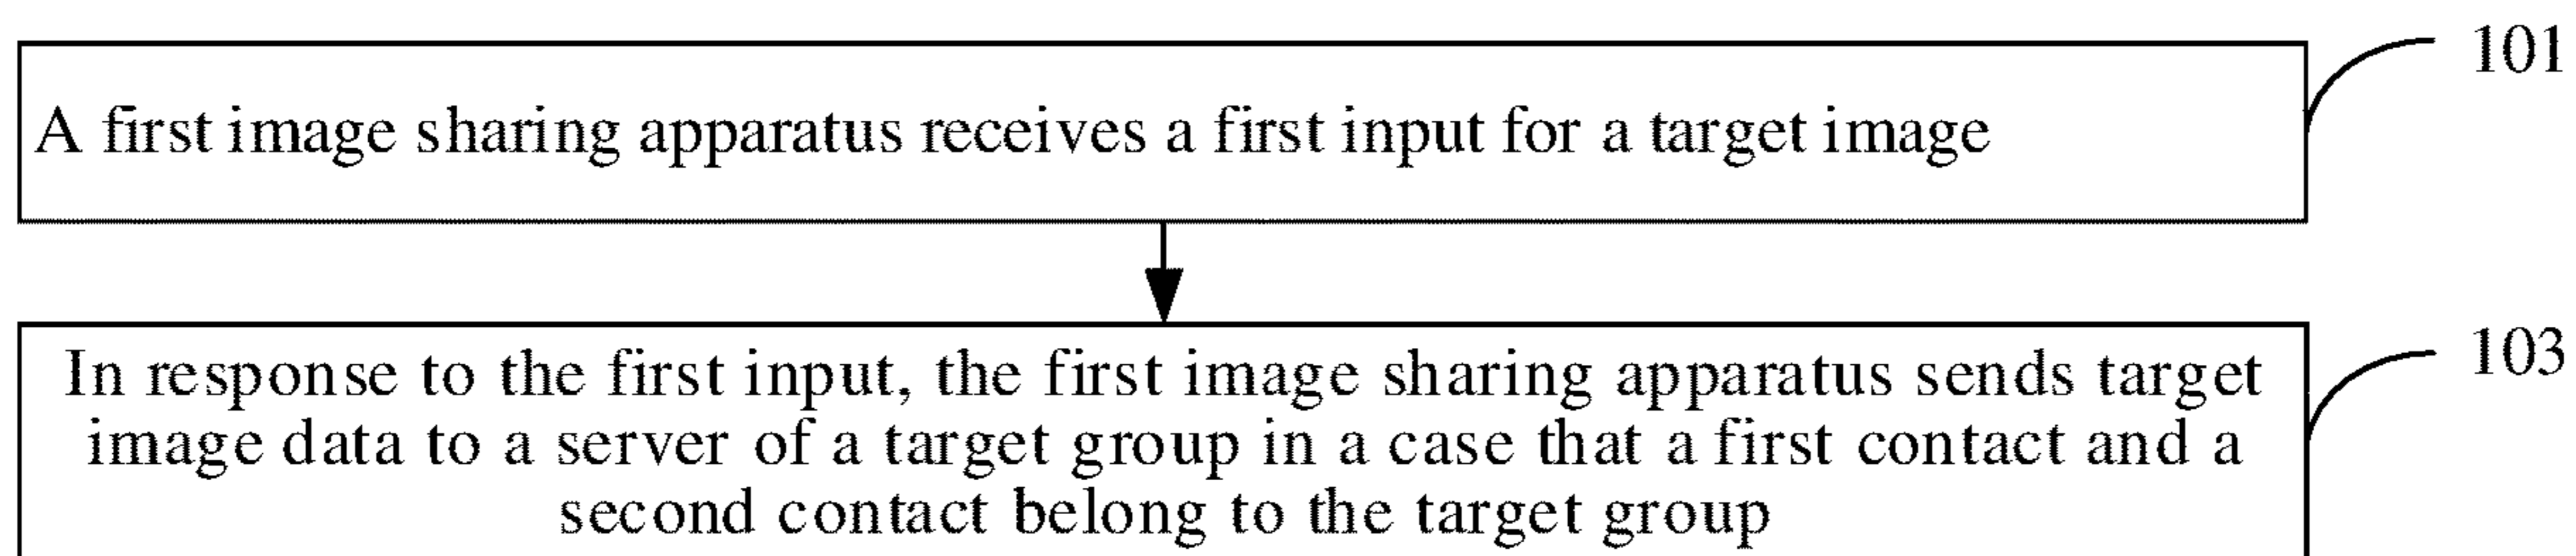 101
A first image sharing apparatus receives a first input for a target image
103
In response to the first input, the first image sharing apparatus sends target
image data to a server of a target group in a case that a first contact and a
second contact belong to the target group